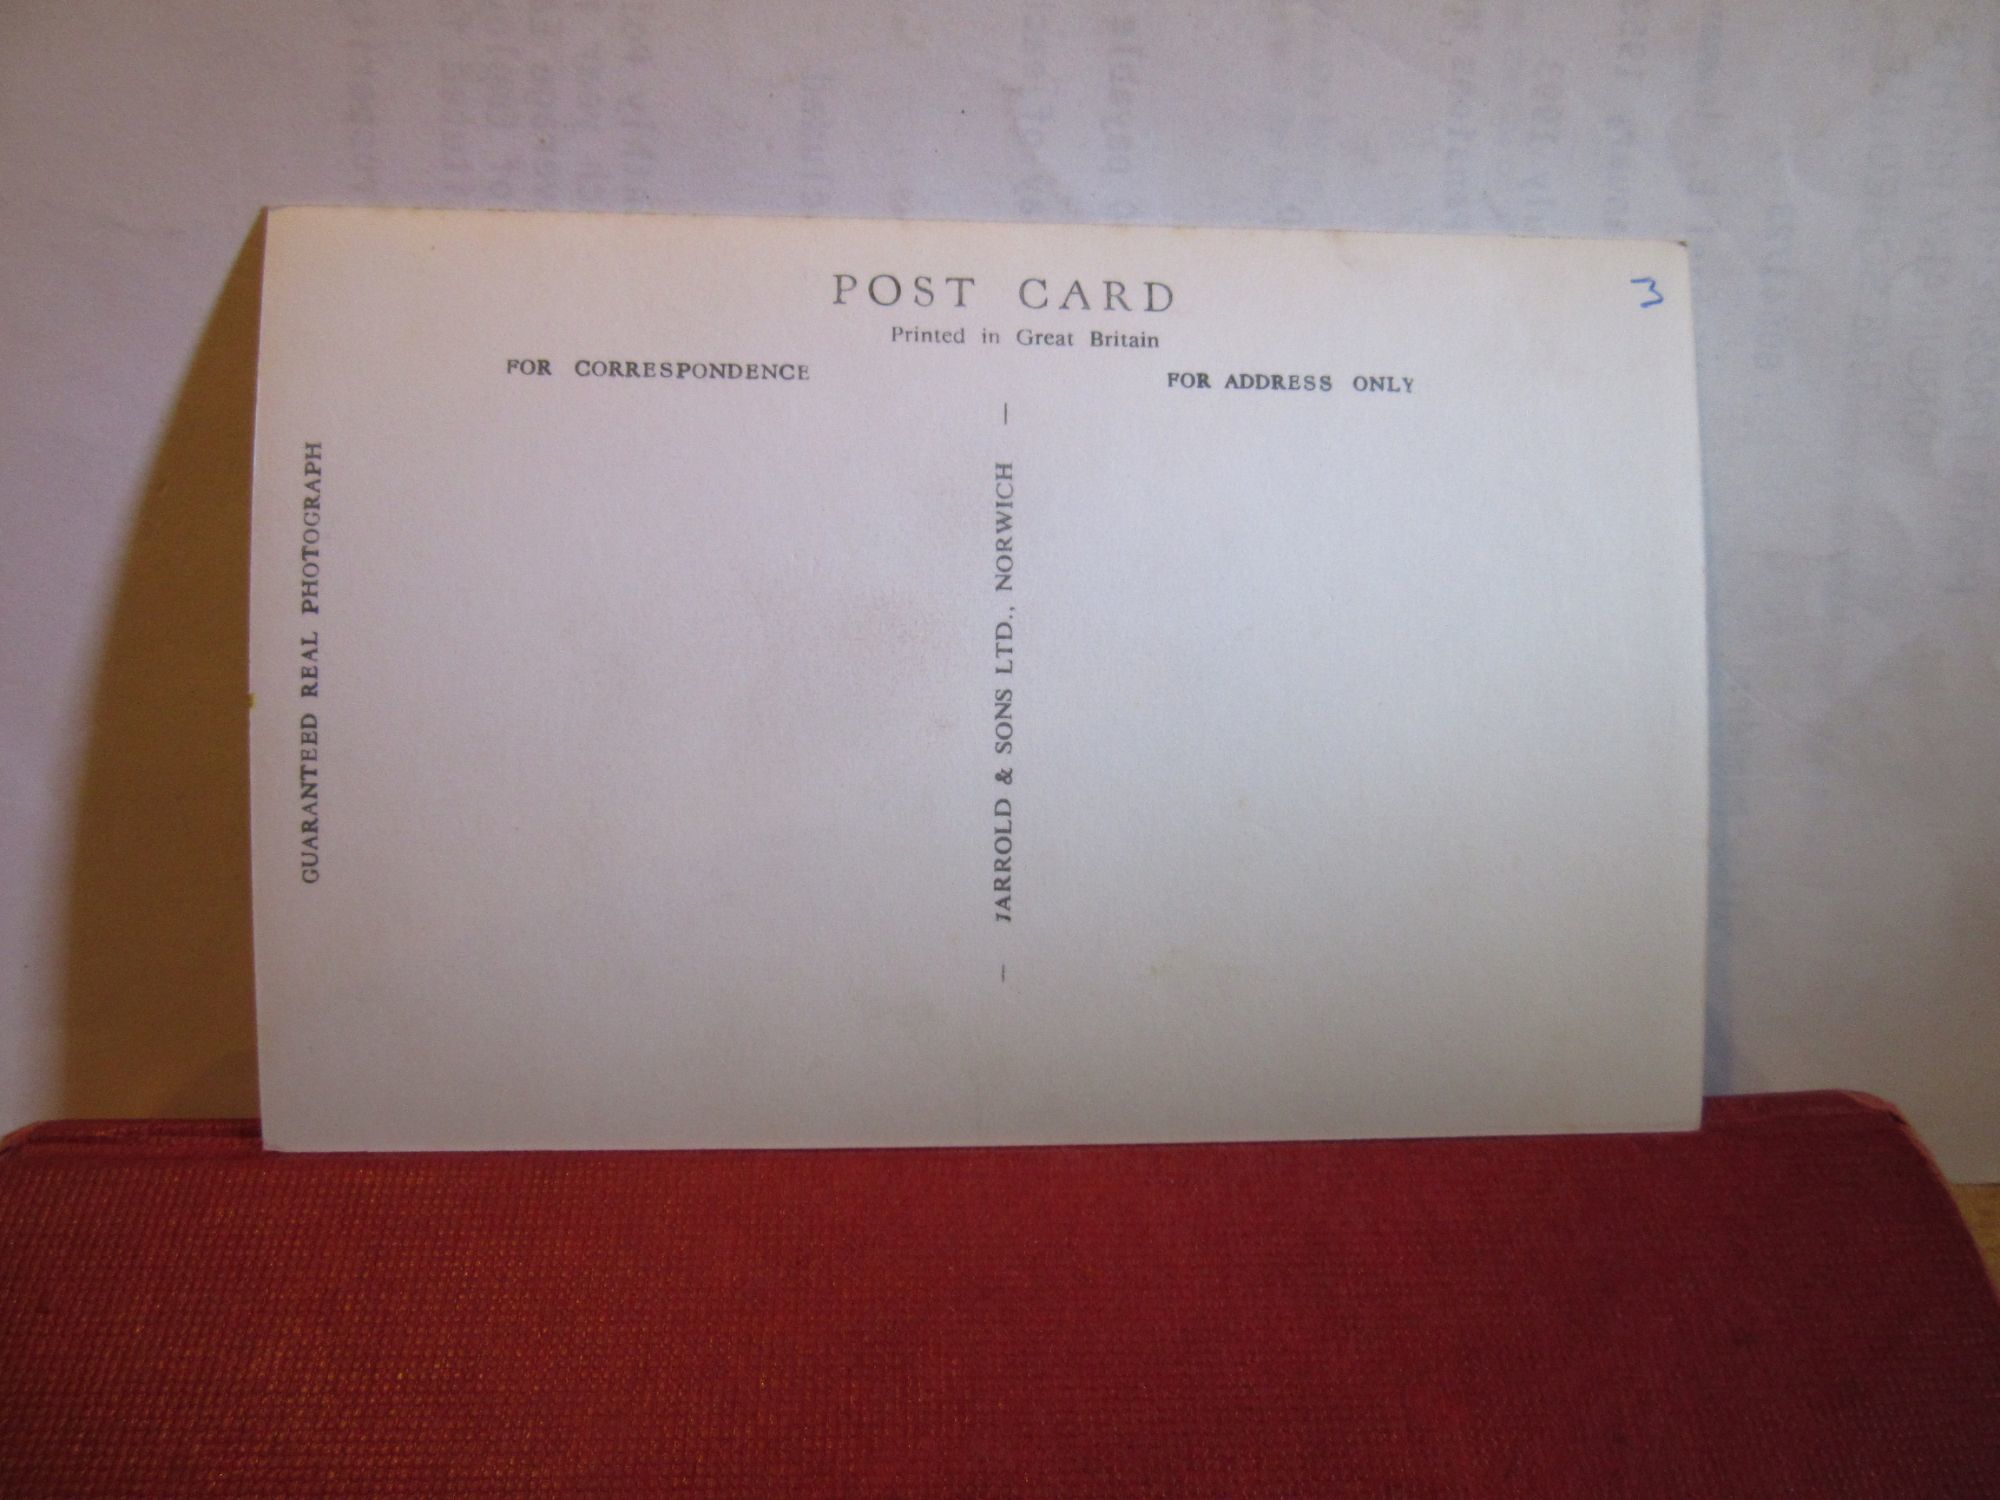 POST CARD
3
Printed in Great Britain
FOR CORRESPONDENCE
FOR ADDRESS ONLY
GUARANTEED REAL PHOTOGRAPH
— JARROLD & SONS LTD., NORWICH —